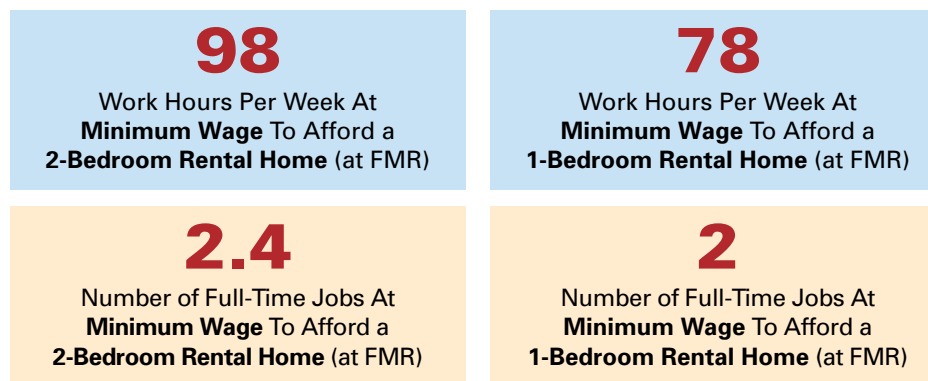 98
Work Hours Per Week At
Minimum Wage To Afford a
2-Bedroom Rental Home (at FMR)
78
Work Hours Per Week At
Minimum Wage To Afford a
1-Bedroom Rental Home (at FMR)
2.4
Number of Full-Time Jobs At
Minimum Wage To Afford a
2-Bedroom Rental Home (at FMR)
2
Number of Full-Time Jobs At
Minimum Wage To Afford a
1-Bedroom Rental Home (at FMR)